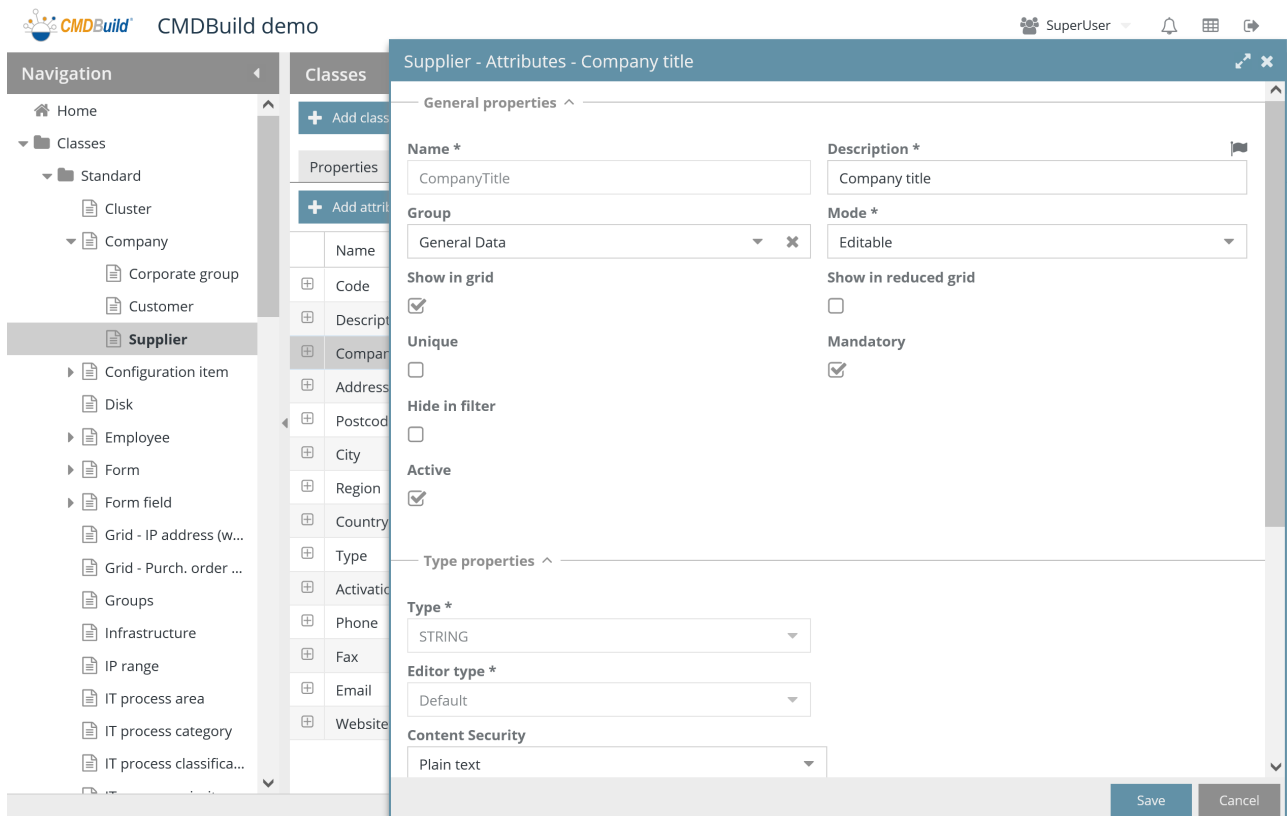 CMDBuild CMDBuild demo SuperUser
Navigation
Home
Classes
Standard
Cluster
Company
Corporate group
Customer
Supplier
Configuration item
Disk
Employee
Form
Form field
Grid - IP address (w...
Grid - Purch. order ...
Groups
Infrastructure
IP range
IT process area
IT process category
IT process classifica...
Classes
Add class
Properties
Add attrib
Name
Code
Descript
Compan
Address
Postcod
City
Region
Country
Type
Activatio
Phone
Fax
Email
Website
Supplier - Attributes - Company title
General properties
Name * Description *
CompanyTitle Company title
Group Mode *
General Data Editable
Show in grid Show in reduced grid
Unique Mandatory
Hide in filter
Active
Type properties
Type *
STRING
Editor type *
Default
Content Security
Plain text
Save Cancel